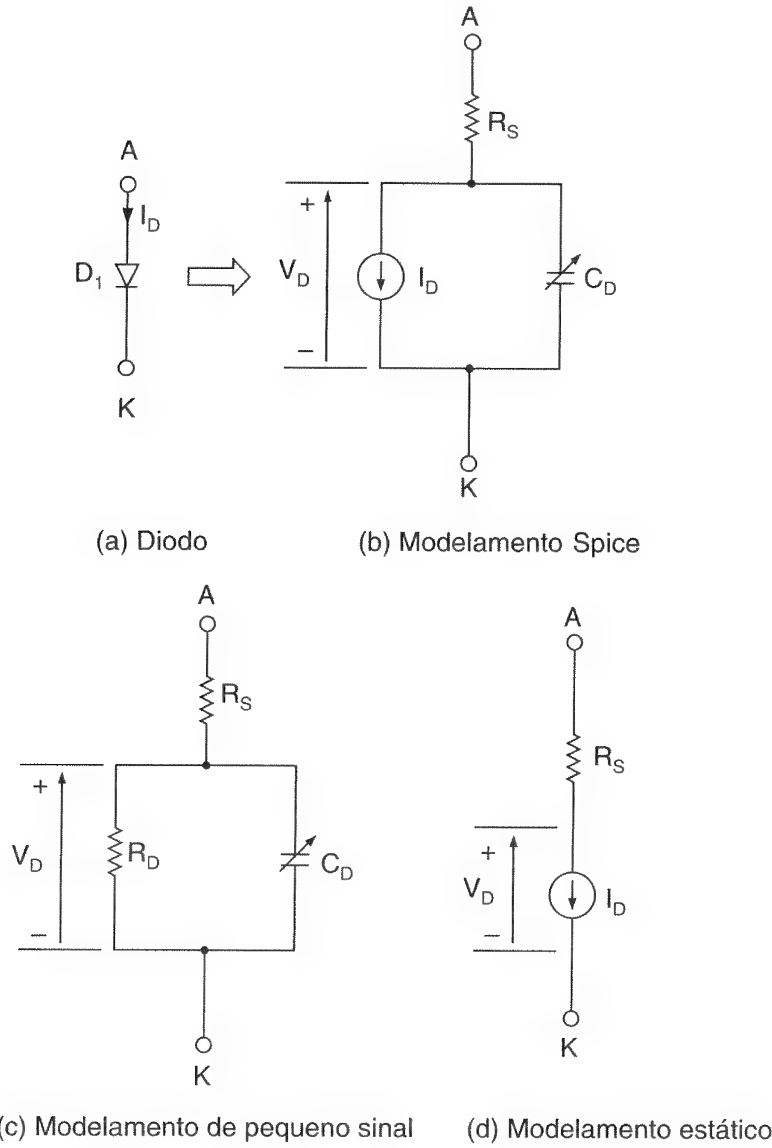 A
I_D
D_1
K
(a) Diodo
A
R_S
+
V_D
−
I_D
C_D
K
(b) Modelamento Spice
A
R_S
+
V_D
−
R_D
C_D
K
(c) Modelamento de pequeno sinal
A
R_S
+
V_D
−
I_D
K
(d) Modelamento estático